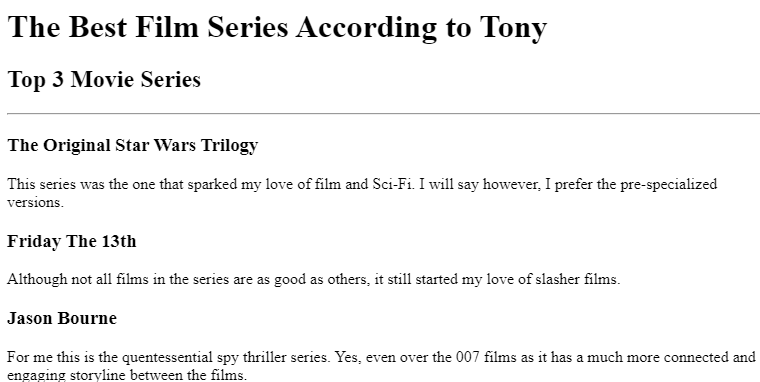 The Best Film Series According to Tony
Top 3 Movie Series
The Original Star Wars Trilogy
This series was the one that sparked my love of film and Sci-Fi. I will say however, I prefer the pre-specialized
versions.
Friday The 13th
Although not all films in the series are as good as others, it still started my love of slasher films.
Jason Bourne
For me this is the quentessential spy thriller series. Yes, even over the 007 films as it has a much more connected and
engaging storyline between the films.